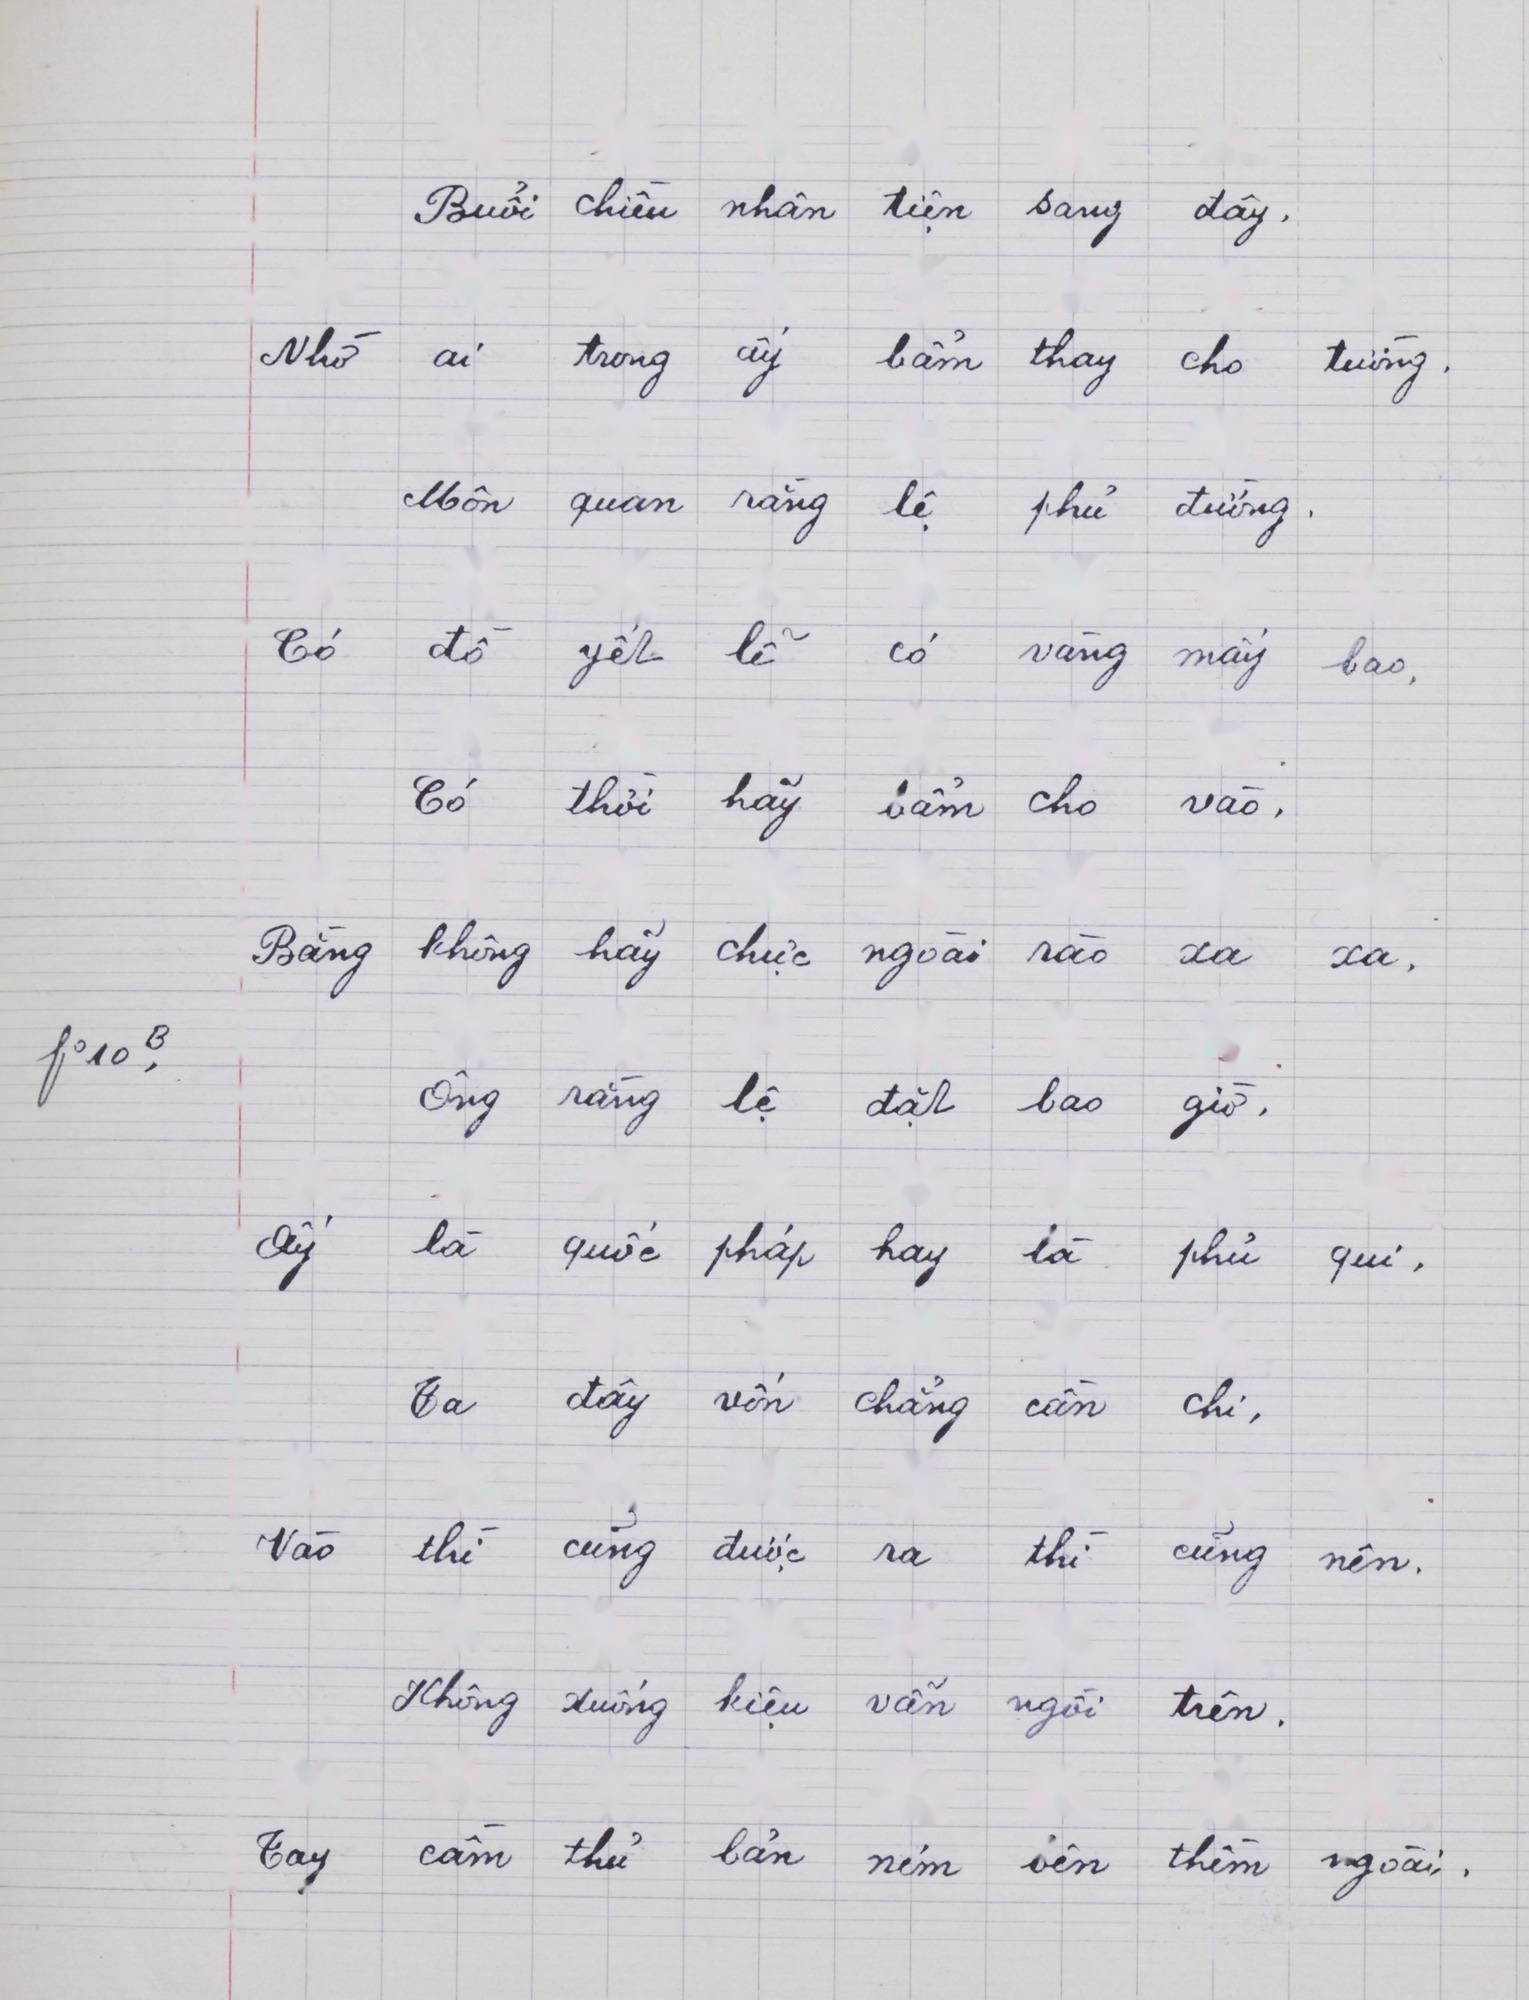 Buổi chiều nhân tiện sang đây.
Nhờ ai trong ấy bẩm thay cho tường.
Môn quan rằng lệ phủ đường.
Có đồ yết lễ có vàng mấy bao,
Có thời hãy bẩm cho vào,
Bằng không hãy chực ngoài rào xa xa,
fº10 B,
Ông rằng lệ đặt bao giờ,
Ấy là quốc pháp hay là phủ qui,
Ta đây vốn chẳng cần chi,
Vào thì cũng được ra thì cũng nên.
Không xuống kiệu vẫn ngồi trên.
Tay cầm thủ bản ném bên thềm ngoài.